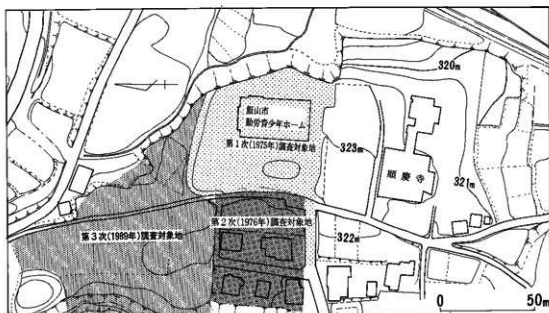 320m
飯山市
勤労青少年ホーム
第1次(1975年)調査対象地
323m
順慶寺
321m
第3次(1989年)調査対象地
第2次(1976年)調査対象地
322m
0 50m